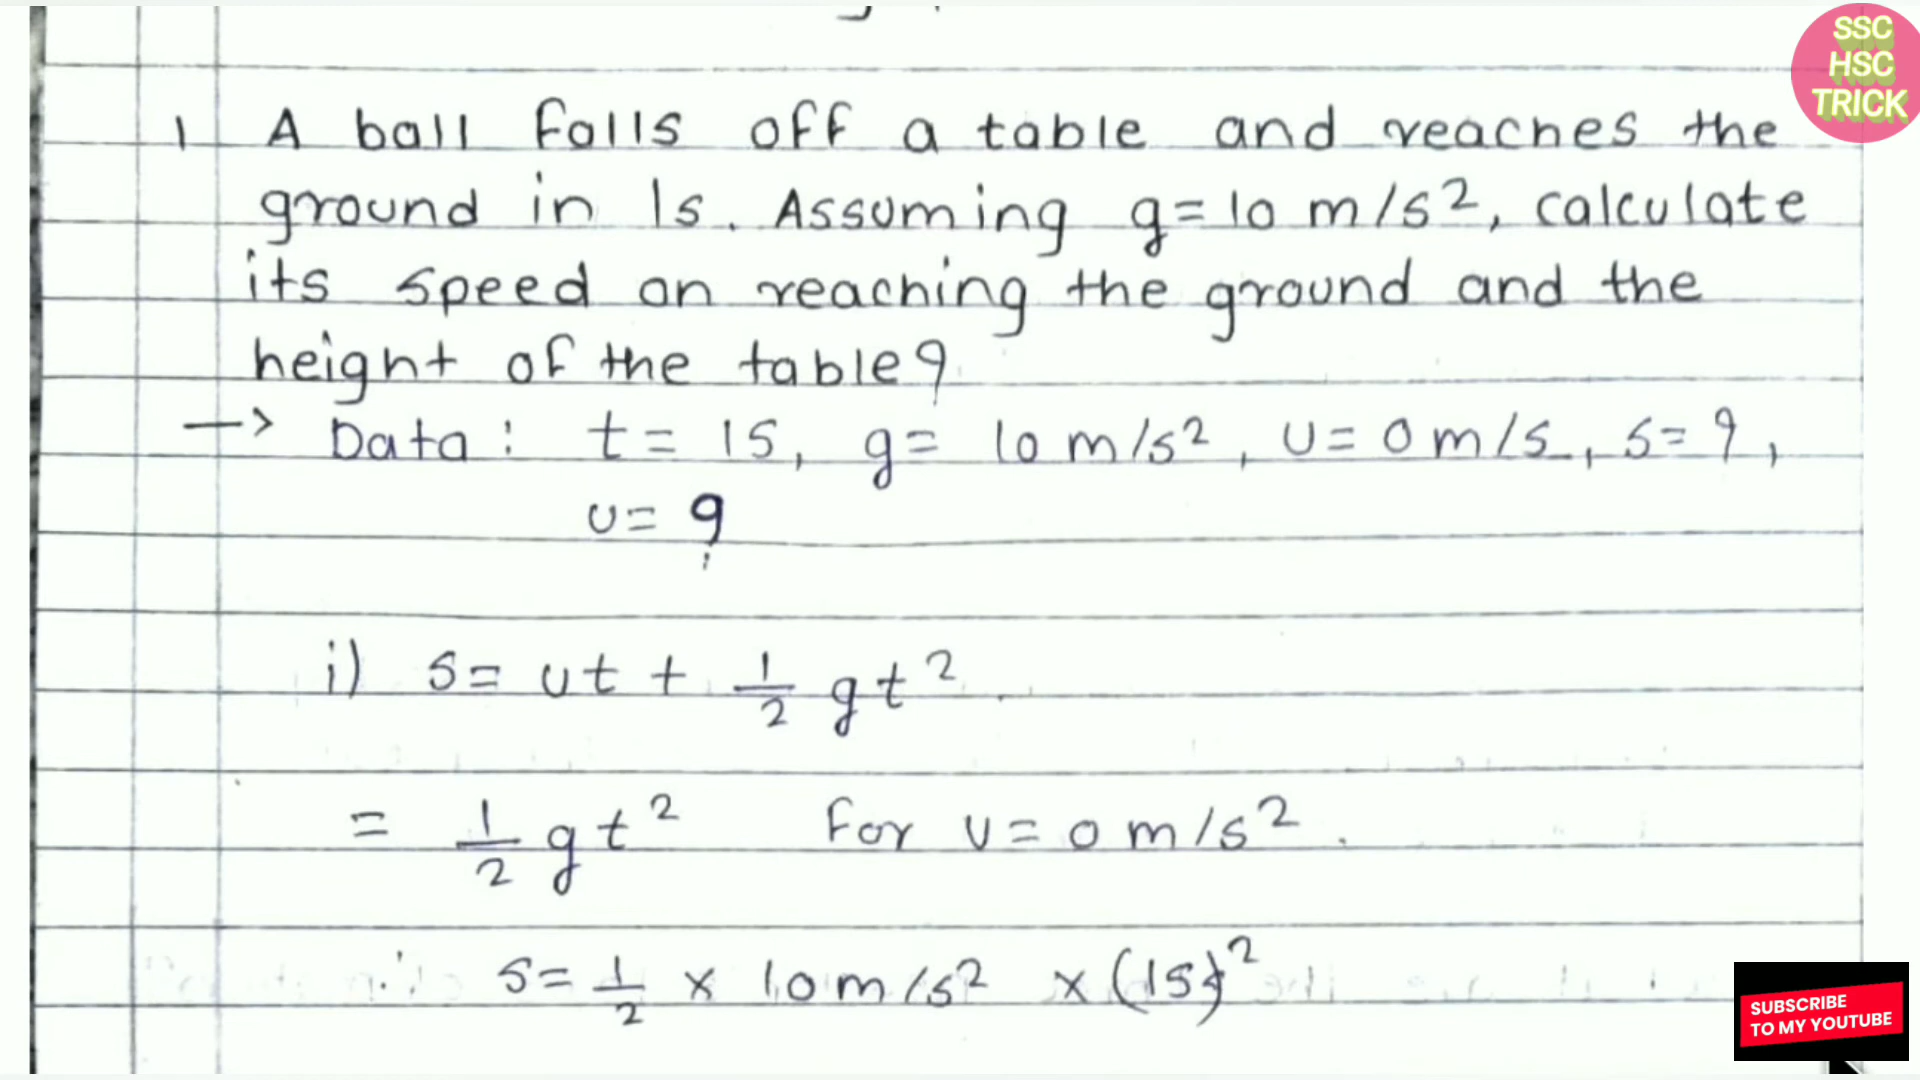 SSC
HSC
TRICK
1 A ball falls off a table and reaches the
ground in 1s. Assuming g=10 m/s², calculate
its speed on reaching the ground and the
height of the table?
→ Data: t= 1s, g= 10 m/s², u= 0 m/s, s= ?,
v= ?
i) s= ut + 1/2 gt²
= 1/2 gt² for u= 0 m/s².
∴ s= 1/2 × 10 m/s² × (1s)²
SUBSCRIBE
TO MY YOUTUBE